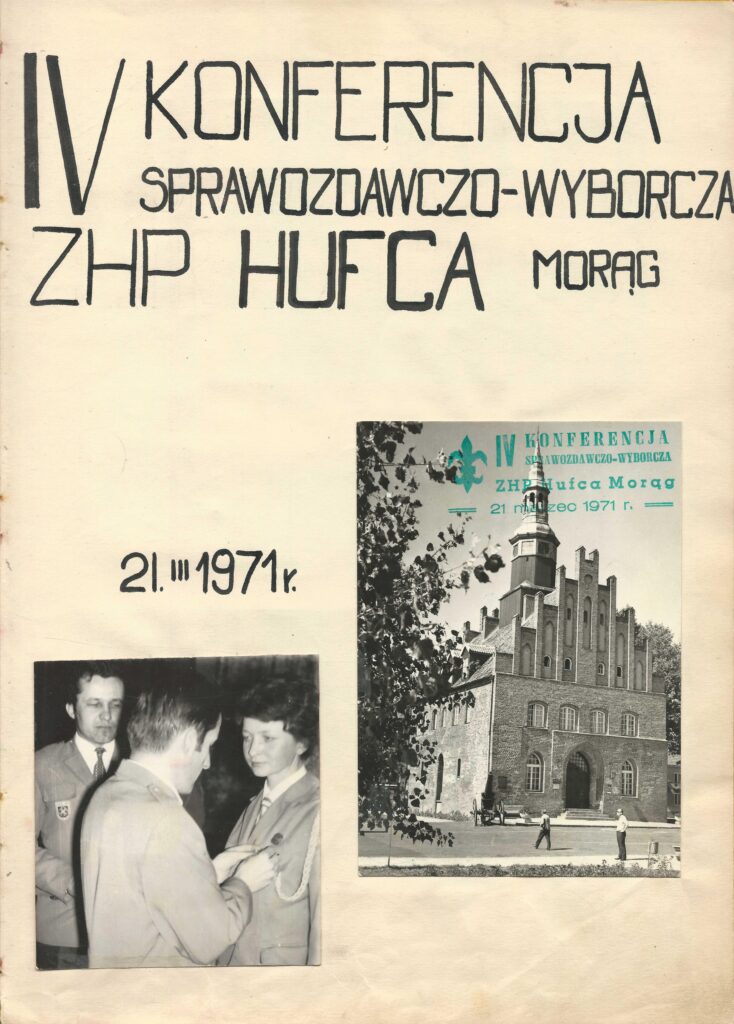 IV KONFERENCJA
SPRAWOZDAWCZO-WYBORCZA
ZHP HUFCA MORĄG
21. III 1971 r.
IV KONFERENCJA
SPRAWOZDAWCZO-WYBORCZA
ZHP Hufca Morąg
21 marzec 1971 r.